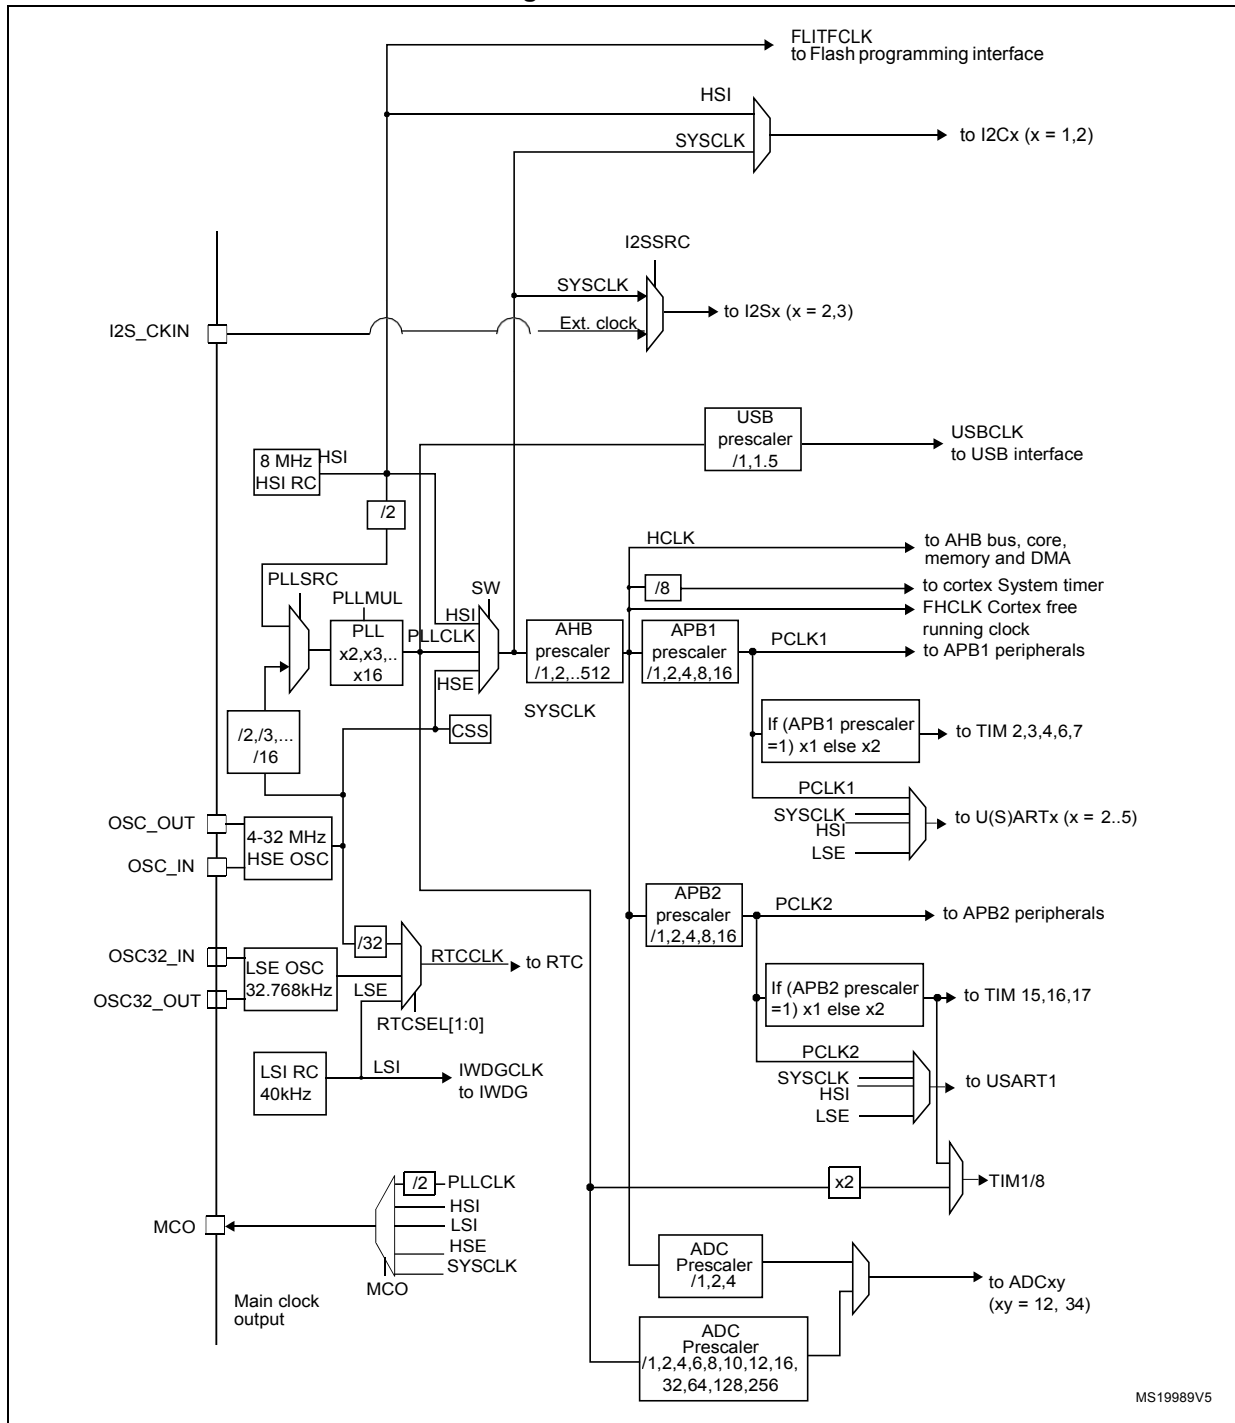 FLITFCLK
to Flash programming interface
HSI
SYSCLK
to I2Cx (x = 1,2)
I2SSRC
SYSCLK
to I2Sx (x = 2,3)
I2S_CKIN
Ext. clock
USB
prescaler
/1,1.5
USBCLK
to USB interface
8 MHz
HSI RC
HSI
/2
HCLK
to AHB bus, core,
memory and DMA
/8
to cortex System timer
FHCLK Cortex free
running clock
PLLSRC
PLLMUL
PLL
x2,x3,..
x16
SW
HSI
PLLCLK
HSE
AHB
prescaler
/1,2,..512
APB1
prescaler
/1,2,4,8,16
PCLK1
to APB1 peripherals
SYSCLK
/2,/3,...
/16
CSS
If (APB1 prescaler
=1) x1 else x2
to TIM 2,3,4,6,7
PCLK1
SYSCLK
HSI
LSE
to U(S)ARTx (x = 2..5)
OSC_OUT
OSC_IN
4-32 MHz
HSE OSC
APB2
prescaler
/1,2,4,8,16
PCLK2
to APB2 peripherals
/32
OSC32_IN
OSC32_OUT
LSE OSC
32.768kHz
LSE
RTCCLK
to RTC
RTCSEL[1:0]
If (APB2 prescaler
=1) x1 else x2
to TIM 15,16,17
LSI RC
40kHz
LSI
IWDGCLK
to IWDG
PCLK2
SYSCLK
HSI
LSE
to USART1
x2
TIM1/8
MCO
/2
PLLCLK
HSI
LSI
HSE
SYSCLK
MCO
Main clock
output
ADC
Prescaler
/1,2,4
to ADCxy
(xy = 12, 34)
ADC
Prescaler
/1,2,4,6,8,10,12,16,
32,64,128,256
MS19989V5